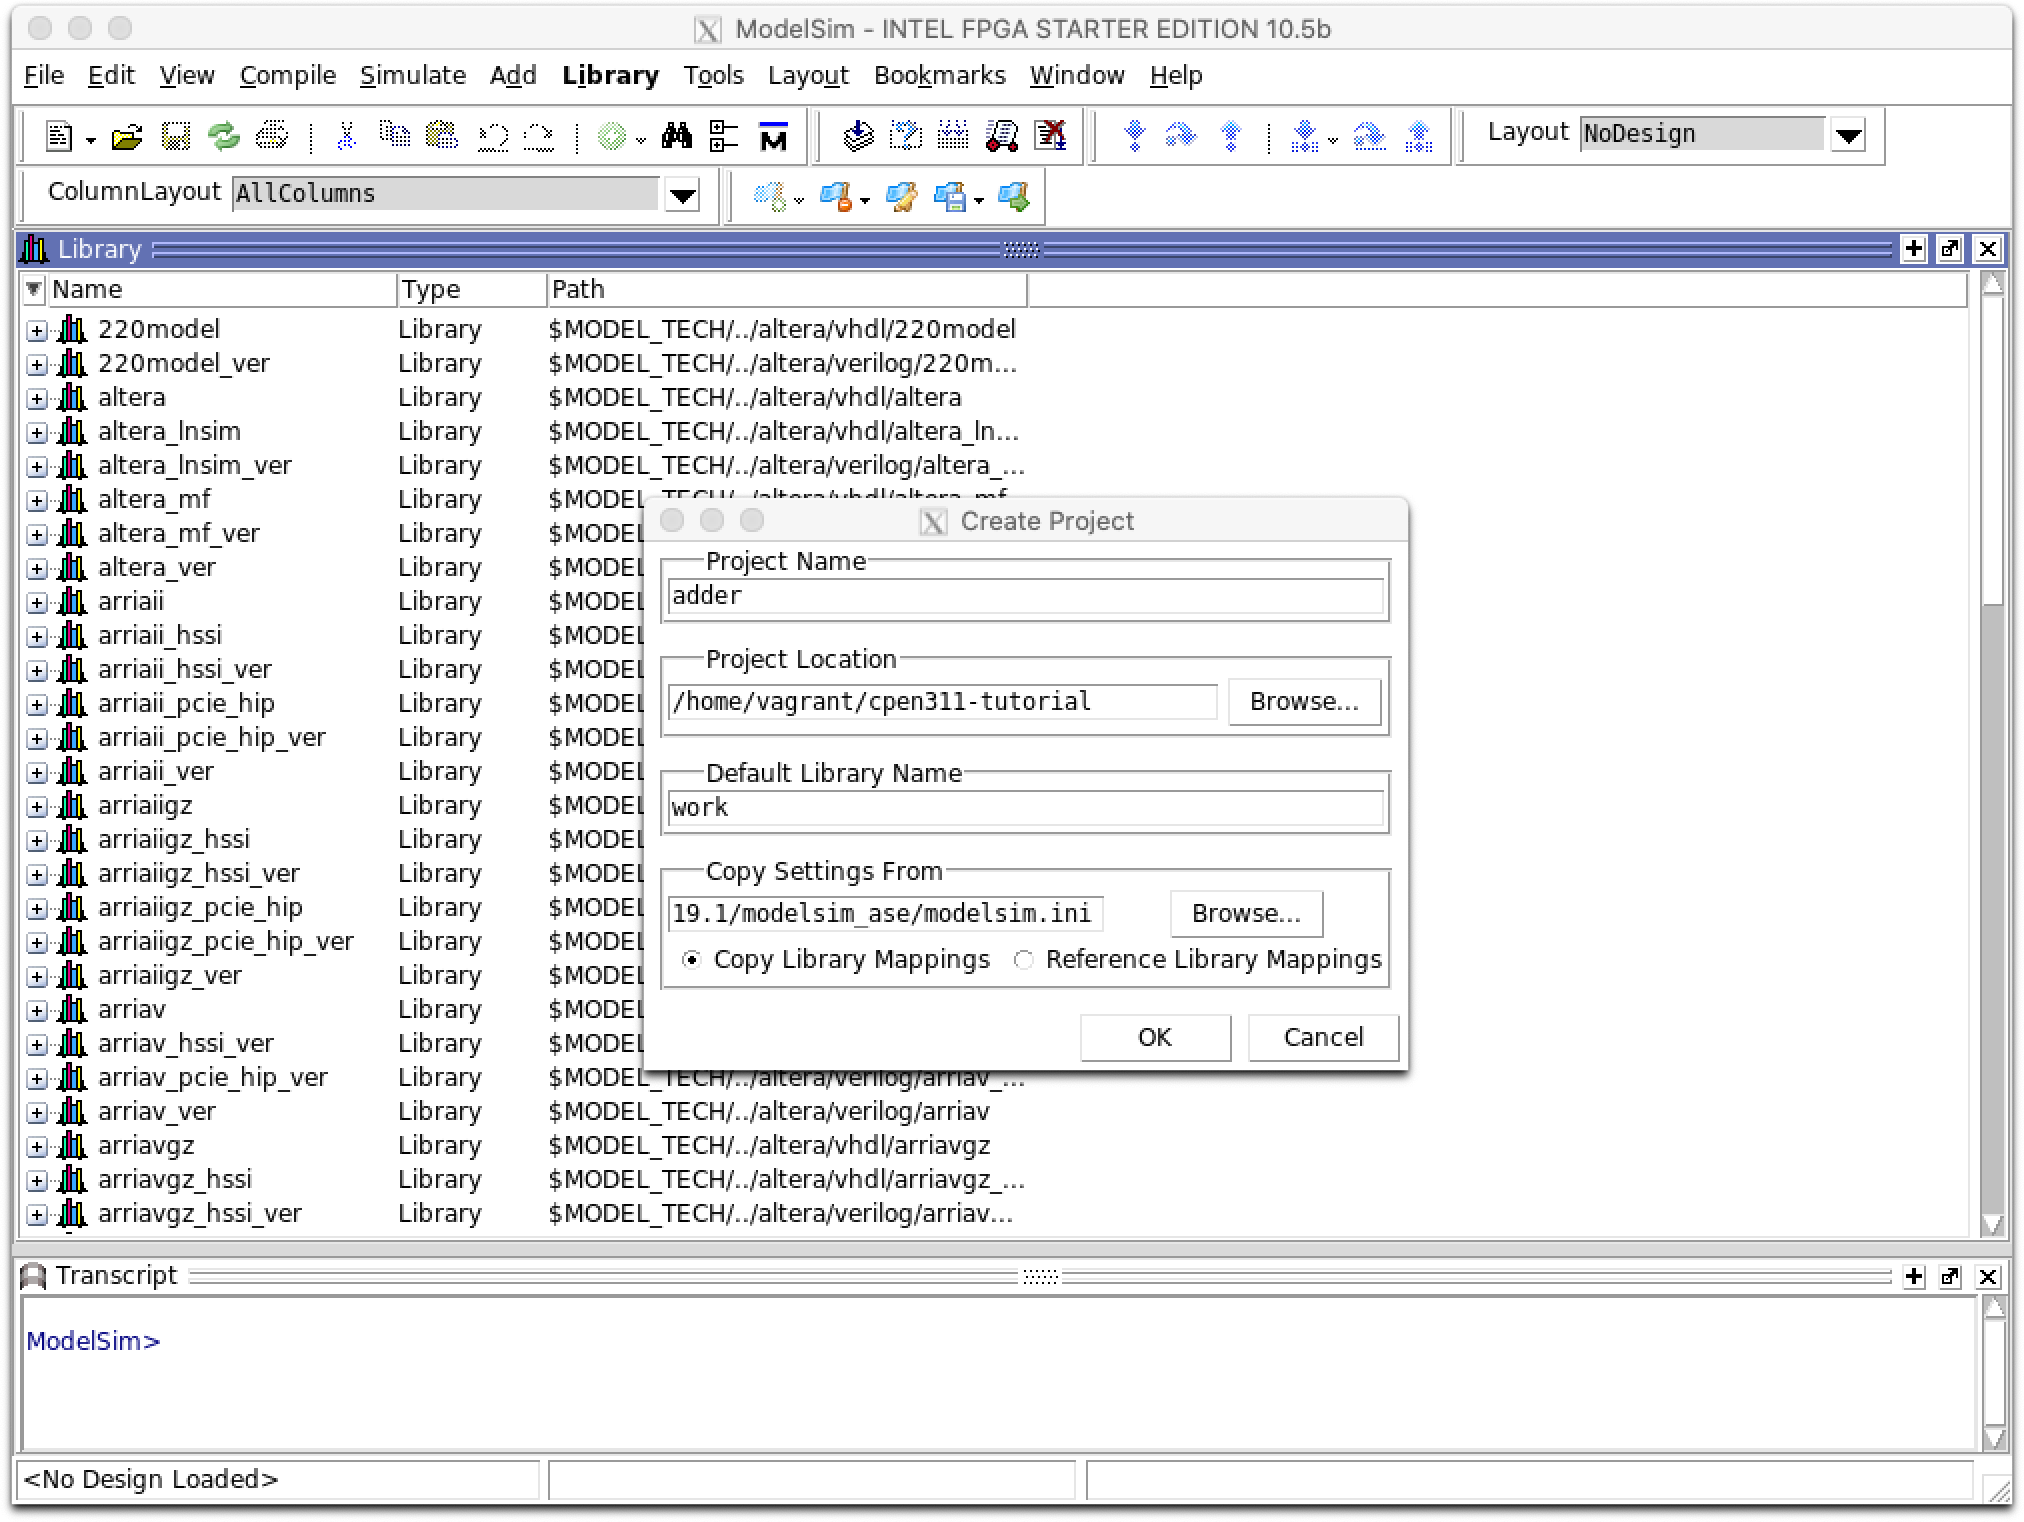 ModelSim - INTEL FPGA STARTER EDITION 10.5b
File Edit View Compile Simulate Add Library Tools Layout Bookmarks Window Help
Layout NoDesign
ColumnLayout AllColumns
Library
Name Type Path
220model Library $MODEL_TECH/../altera/vhdl/220model
220model_ver Library $MODEL_TECH/../altera/verilog/220m...
altera Library $MODEL_TECH/../altera/vhdl/altera
altera_lnsim Library $MODEL_TECH/../altera/vhdl/altera_ln...
altera_lnsim_ver Library $MODEL_TECH/../altera/verilog/altera_...
altera_mf Library $MODEL_TECH/../altera/vhdl/altera_mf
altera_mf_ver Library $MODEL
altera_ver Library $MODEL
arriaii Library $MODEL
arriaii_hssi Library $MODEL
arriaii_hssi_ver Library $MODEL
arriaii_pcie_hip Library $MODEL
arriaii_pcie_hip_ver Library $MODEL
arriaii_ver Library $MODEL
arriaiigz Library $MODEL
arriaiigz_hssi Library $MODEL
arriaiigz_hssi_ver Library $MODEL
arriaiigz_pcie_hip Library $MODEL
arriaiigz_pcie_hip_ver Library $MODEL
arriaiigz_ver Library $MODEL
arriav Library $MODEL
arriav_hssi_ver Library $MODEL
arriav_pcie_hip_ver Library $MODEL_TECH/../altera/verilog/arriav_...
arriav_ver Library $MODEL_TECH/../altera/verilog/arriav
arriavgz Library $MODEL_TECH/../altera/vhdl/arriavgz
arriavgz_hssi Library $MODEL_TECH/../altera/vhdl/arriavgz_...
arriavgz_hssi_ver Library $MODEL_TECH/../altera/verilog/arriav...
Create Project
Project Name
adder
Project Location
/home/vagrant/cpen311-tutorial Browse...
Default Library Name
work
Copy Settings From
19.1/modelsim_ase/modelsim.ini Browse...
Copy Library Mappings Reference Library Mappings
OK Cancel
Transcript
ModelSim>
<No Design Loaded>